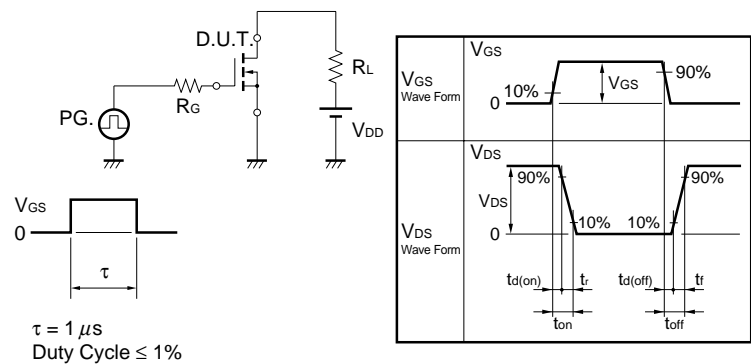 D.U.T.
RL
RG
PG.
VDD
VGS
0
τ
τ = 1 μs
Duty Cycle ≤ 1%
VGS
Wave Form
VGS
10%
VGS
90%
0
VDS
Wave Form
VDS
90%
90%
VDS
10%
10%
0
td(on)
tr
td(off)
tf
ton
toff